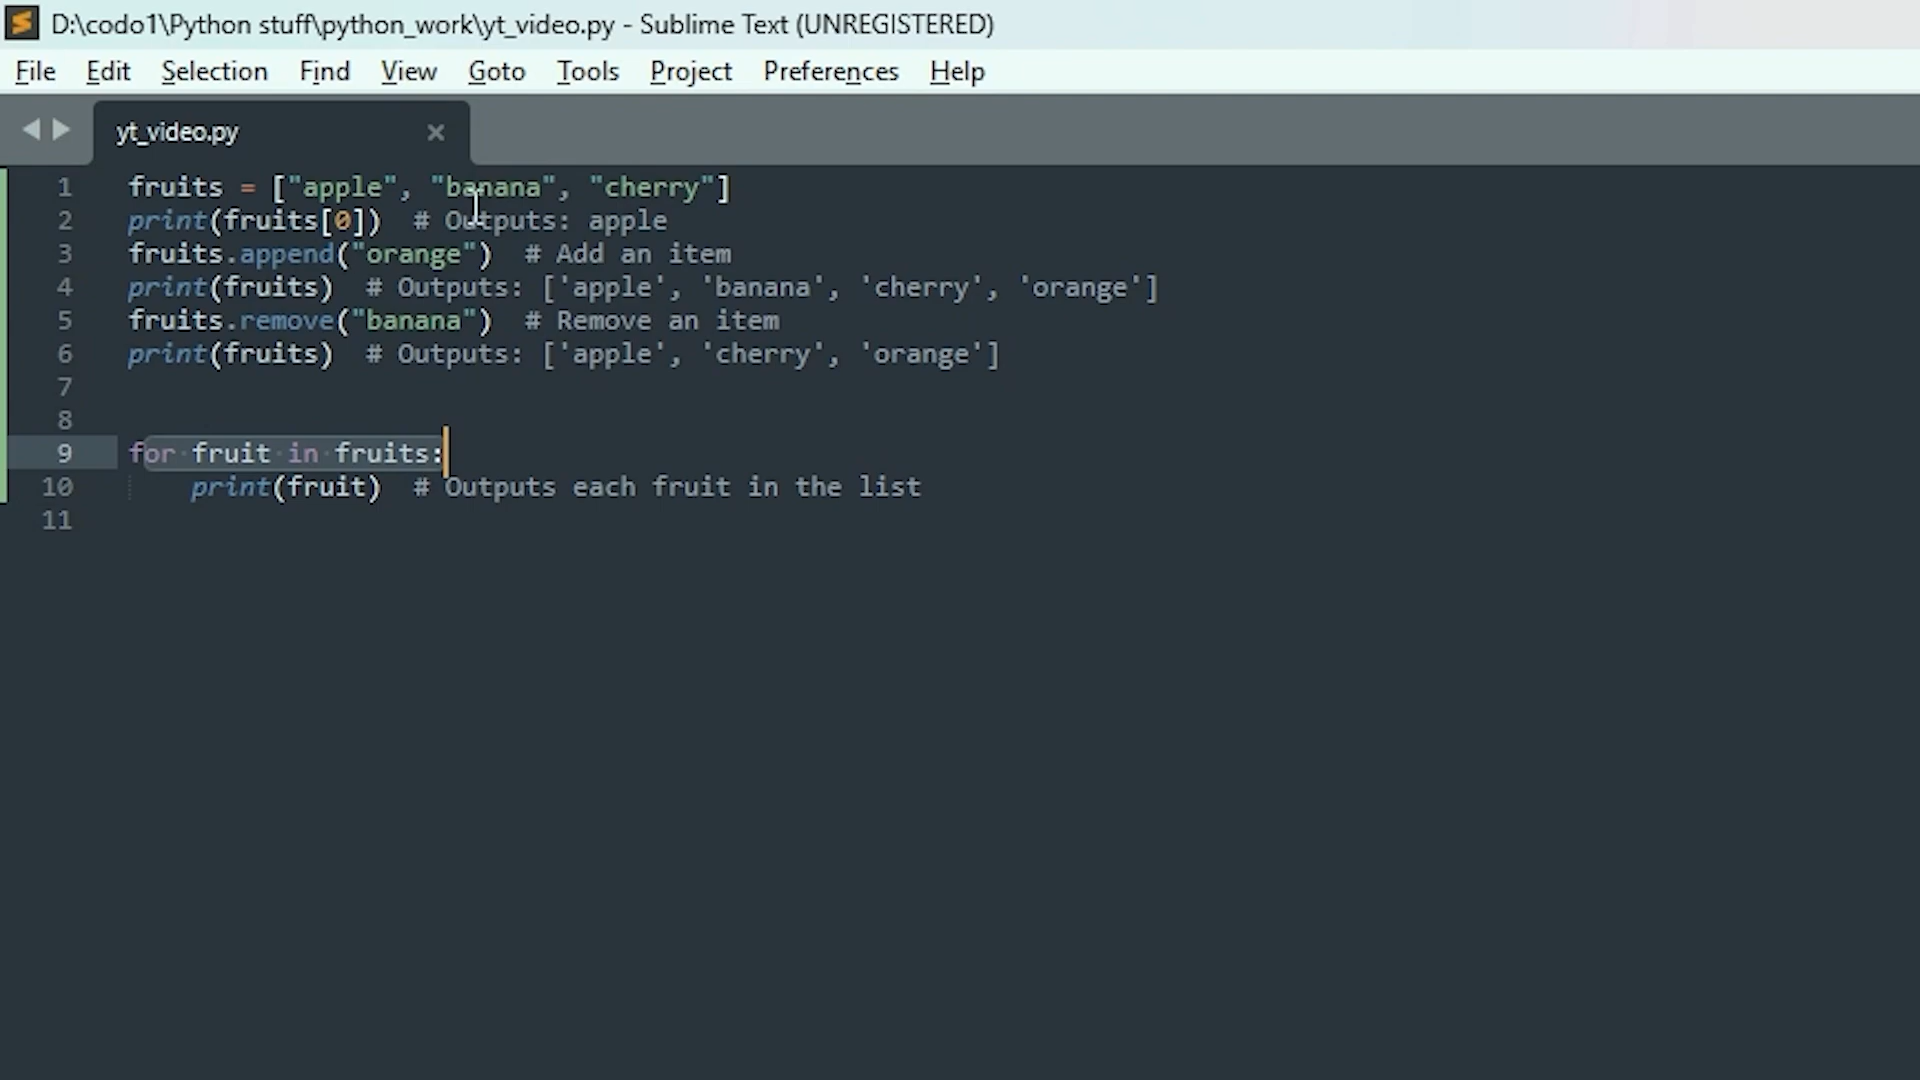 D:\codo1\Python stuff\python_work\yt_video.py - Sublime Text (UNREGISTERED)
File Edit Selection Find View Goto Tools Project Preferences Help
yt_video.py
1 fruits = ["apple", "banana", "cherry"]
2 print(fruits[0])  # Outputs: apple
3 fruits.append("orange")  # Add an item
4 print(fruits)  # Outputs: ['apple', 'banana', 'cherry', 'orange']
5 fruits.remove("banana")  # Remove an item
6 print(fruits)  # Outputs: ['apple', 'cherry', 'orange']
7
8
9 for fruit in fruits:
10     print(fruit)  # Outputs each fruit in the list
11